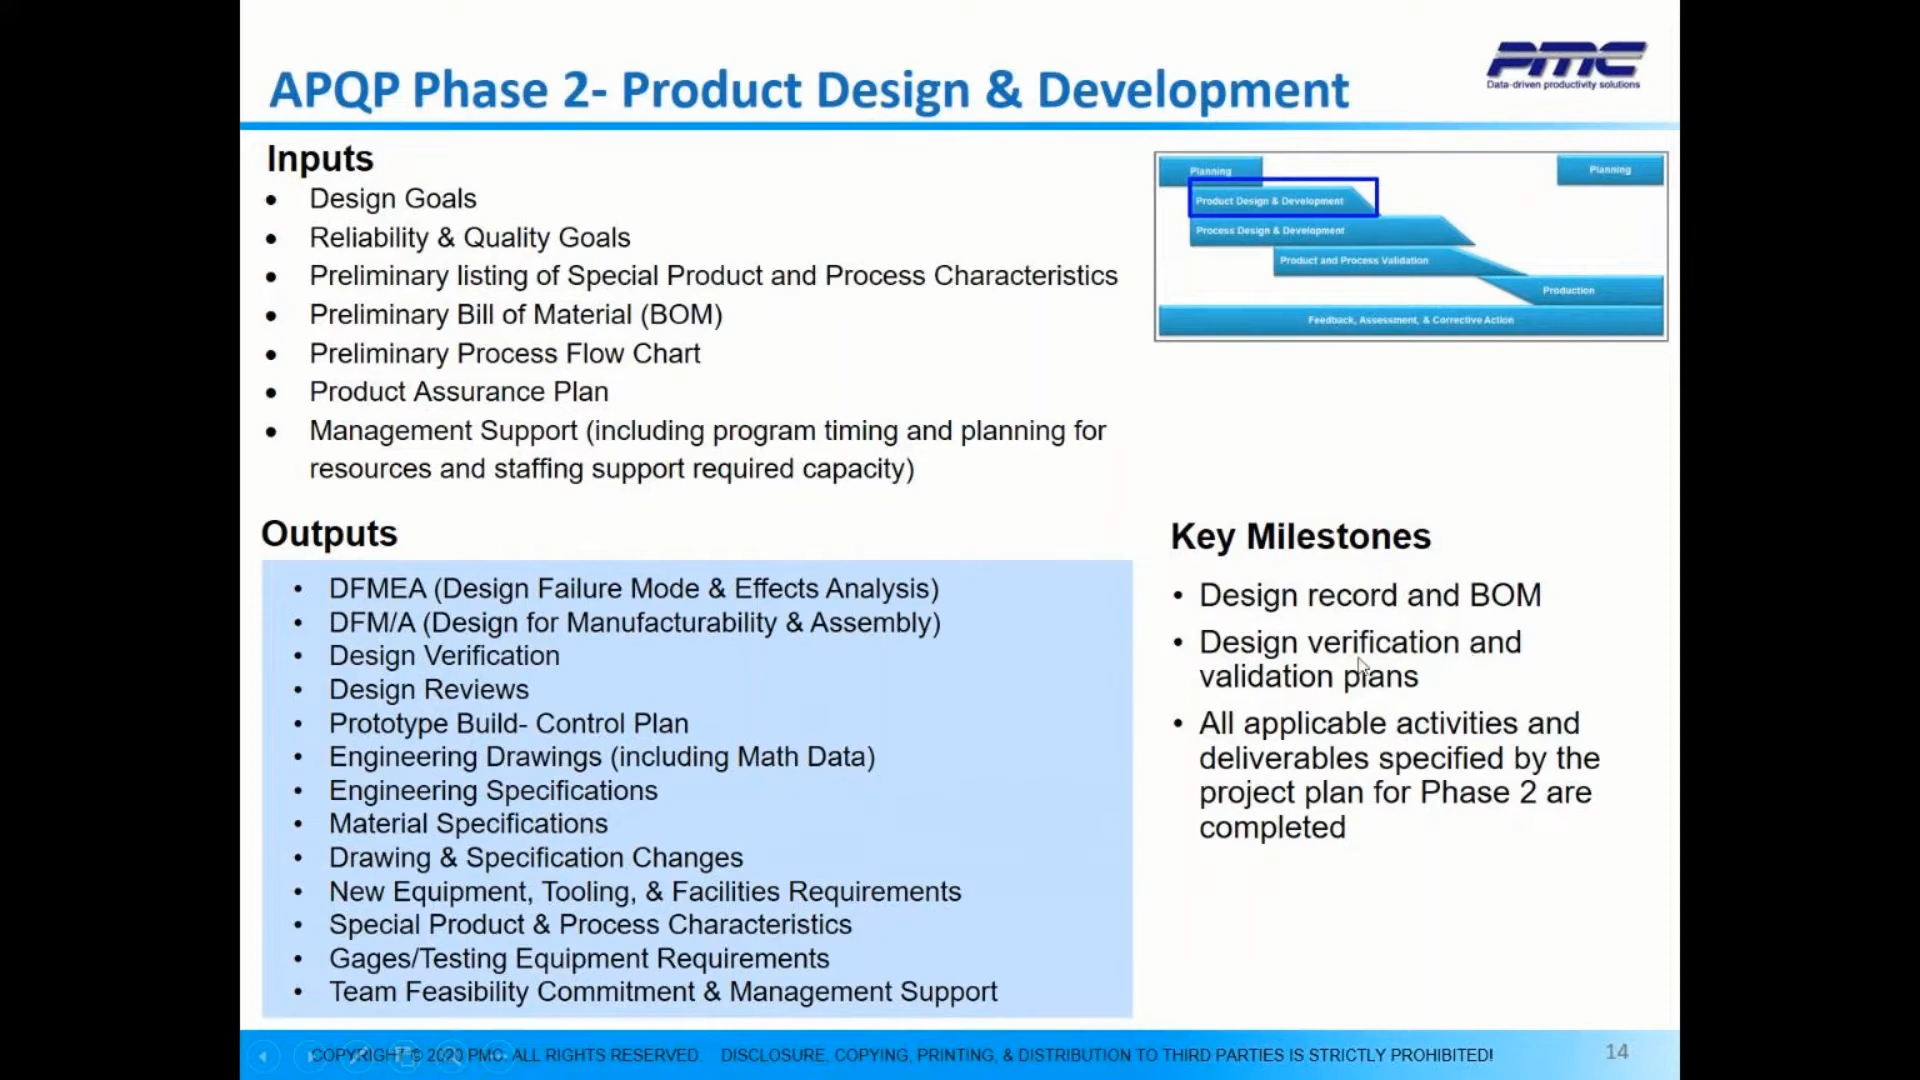 APQP Phase 2- Product Design & Development
PMC
Data-driven productivity solutions
Inputs
• Design Goals
• Reliability & Quality Goals
• Preliminary listing of Special Product and Process Characteristics
• Preliminary Bill of Material (BOM)
• Preliminary Process Flow Chart
• Product Assurance Plan
• Management Support (including program timing and planning for
resources and staffing support required capacity)
Planning
Planning
Product Design & Development
Process Design & Development
Product and Process Validation
Production
Feedback, Assessment, & Corrective Action
Outputs
• DFMEA (Design Failure Mode & Effects Analysis)
• DFM/A (Design for Manufacturability & Assembly)
• Design Verification
• Design Reviews
• Prototype Build- Control Plan
• Engineering Drawings (including Math Data)
• Engineering Specifications
• Material Specifications
• Drawing & Specification Changes
• New Equipment, Tooling, & Facilities Requirements
• Special Product & Process Characteristics
• Gages/Testing Equipment Requirements
• Team Feasibility Commitment & Management Support
Key Milestones
• Design record and BOM
• Design verification and
validation plans
• All applicable activities and
deliverables specified by the
project plan for Phase 2 are
completed
COPYRIGHT © 2020 PMC. ALL RIGHTS RESERVED. DISCLOSURE, COPYING, PRINTING, & DISTRIBUTION TO THIRD PARTIES IS STRICTLY PROHIBITED!
14